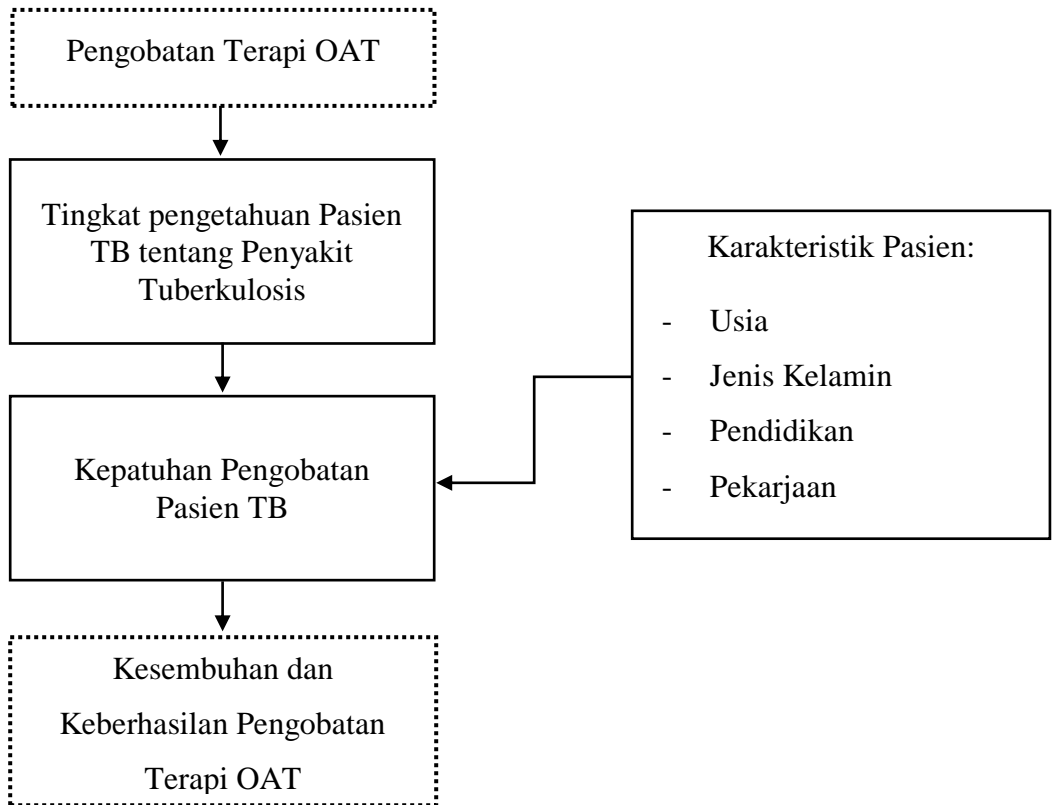 Pengobatan Terapi OAT
Tingkat pengetahuan Pasien
TB tentang Penyakit
Tuberkulosis
Kepatuhan Pengobatan
Pasien TB
Kesembuhan dan
Keberhasilan Pengobatan
Terapi OAT
Karakteristik Pasien:
- Usia
- Jenis Kelamin
- Pendidikan
- Pekarjaan